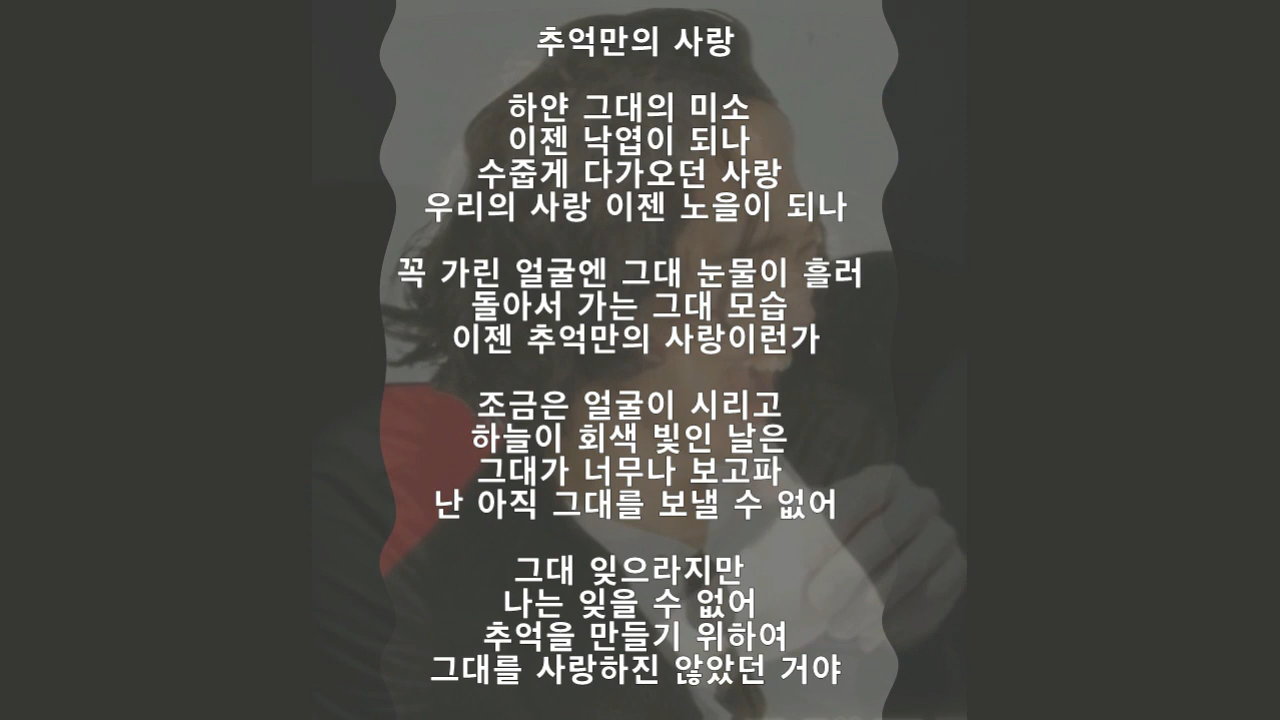 추억만의 사랑
하얀 그대의 미소
이젠 낙엽이 되나
수줍게 다가오던 사랑
우리의 사랑 이젠 노을이 되나
꼭 가린 얼굴엔 그대 눈물이 흘러
돌아서 가는 그대 모습
이젠 추억만의 사랑이런가
조금은 얼굴이 시리고
하늘이 회색 빛인 날은
그대가 너무나 보고파
난 아직 그대를 보낼 수 없어
그대 잊으라지만
나는 잊을 수 없어
추억을 만들기 위하여
그대를 사랑하진 않았던 거야